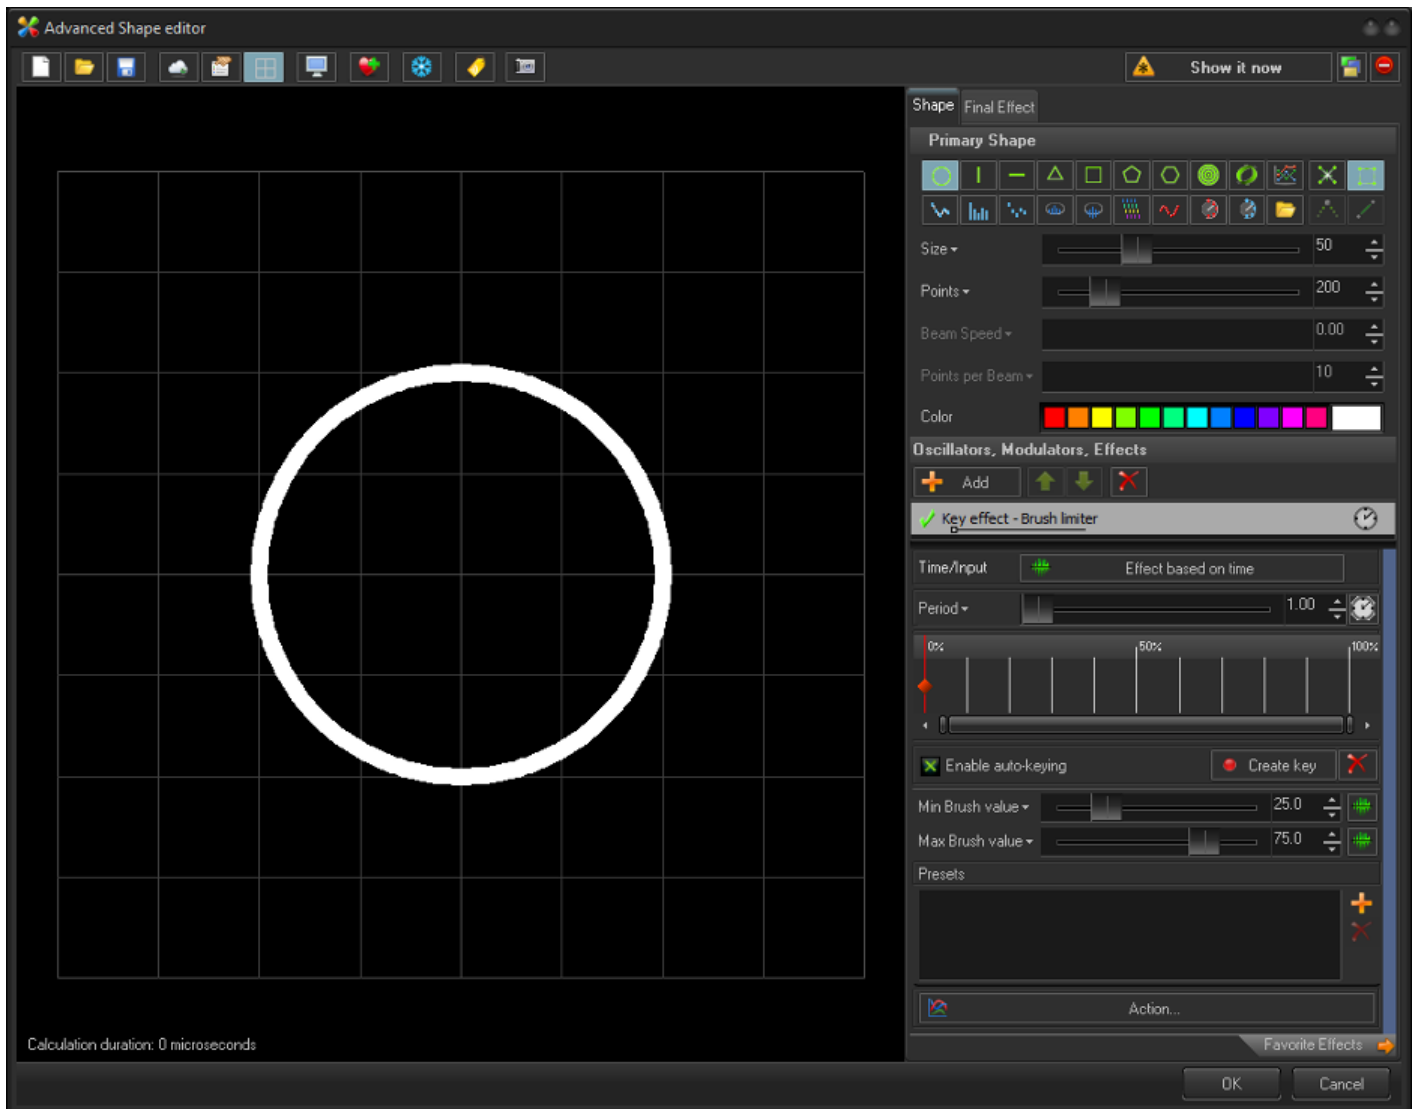 Advanced Shape editor
Show it now
Shape Final Effect
Primary Shape
Size 50
Points 200
Beam Speed 0.00
Points per Beam 10
Color
Oscillators, Modulators, Effects
Add
Key effect - Brush limiter
Time/Input Effect based on time
Period 1.00
0% 50% 100%
Enable auto-keying Create key
Min Brush value 25.0
Max Brush value 75.0
Presets
Action...
Calculation duration: 0 microseconds
Favorite Effects
OK Cancel